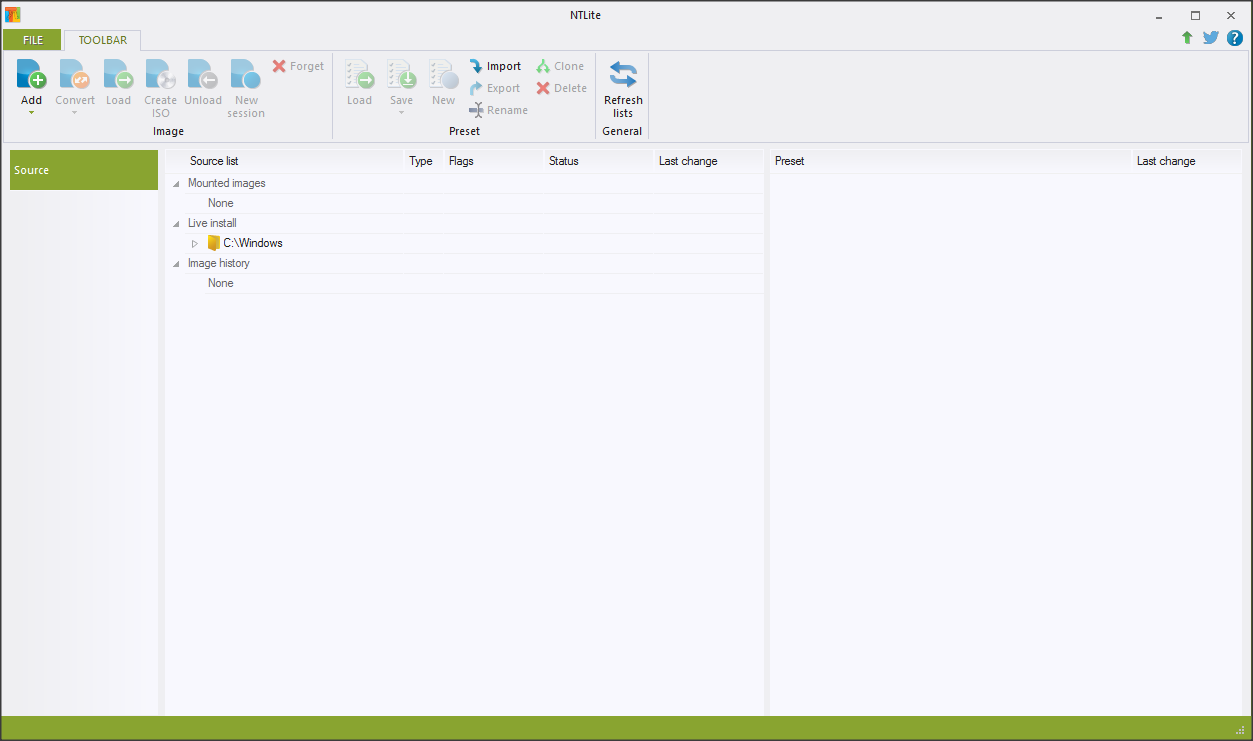 NTLite
FILE
TOOLBAR
Add
Convert
Load
Create
ISO
Unload
New
session
Forget
Image
Load
Save
New
Import
Export
Rename
Clone
Delete
Preset
Refresh
lists
General
Source
Source list
Type
Flags
Status
Last change
Preset
Last change
Mounted images
None
Live install
C:\Windows
Image history
None